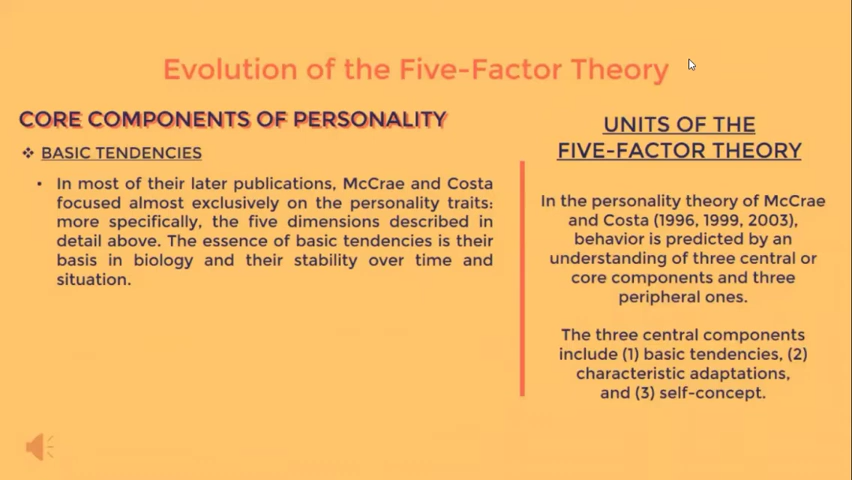 Evolution of the Five-Factor Theory
CORE COMPONENTS OF PERSONALITY
❖ BASIC TENDENCIES
• In most of their later publications, McCrae and Costa
focused almost exclusively on the personality traits:
more specifically, the five dimensions described in
detail above. The essence of basic tendencies is their
basis in biology and their stability over time and
situation.
UNITS OF THE
FIVE-FACTOR THEORY
In the personality theory of McCrae
and Costa (1996, 1999, 2003),
behavior is predicted by an
understanding of three central or
core components and three
peripheral ones.
The three central components
include (1) basic tendencies, (2)
characteristic adaptations,
and (3) self-concept.